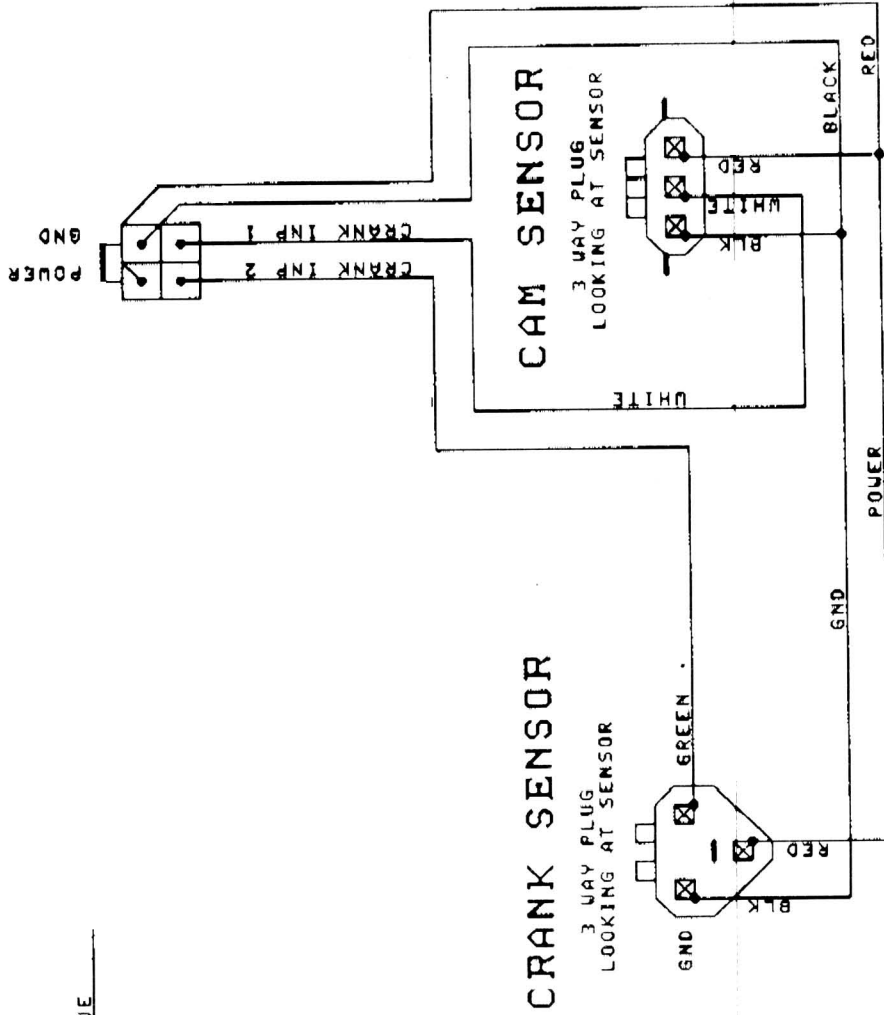 POWER
GND
CRANK INP 1
CRANK INP 2
CAM SENSOR
3 WAY PLUG
LOOKING AT SENSOR
RED
WHITE
BLK
BLACK
RED
WHITE
POWER
GND
CRANK SENSOR
3 WAY PLUG
LOOKING AT SENSOR
GREEN
RED
BLK
GND
UE